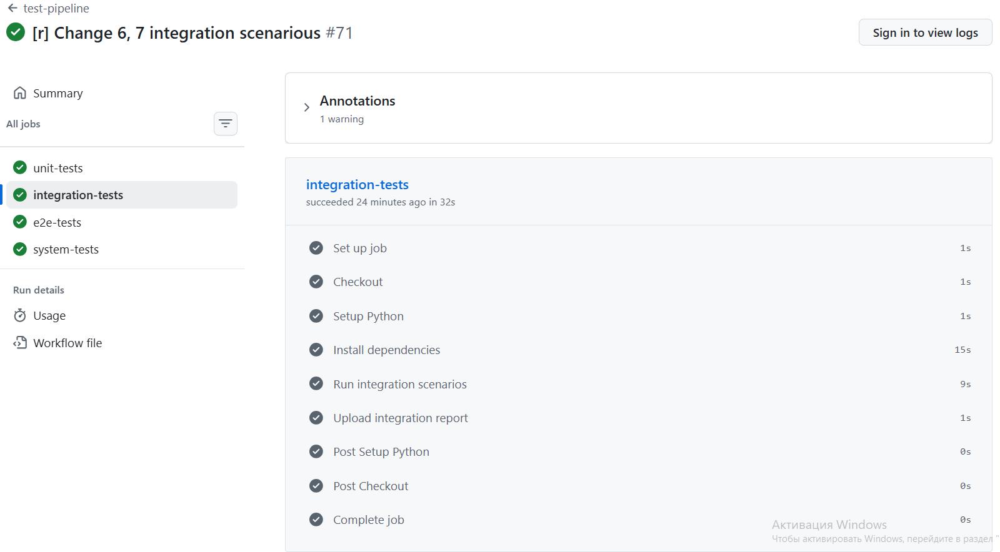 test-pipeline
[r] Change 6, 7 integration scenarious #71
Sign in to view logs
Summary
All jobs
unit-tests
integration-tests
e2e-tests
system-tests
Run details
Usage
Workflow file
Annotations
1 warning
integration-tests
succeeded 24 minutes ago in 32s
Set up job 1s
Checkout 1s
Setup Python 1s
Install dependencies 15s
Run integration scenarios 9s
Upload integration report 1s
Post Setup Python 0s
Post Checkout 0s
Complete job 0s
Активация Windows
Чтобы активировать Windows, перейдите в раздел "